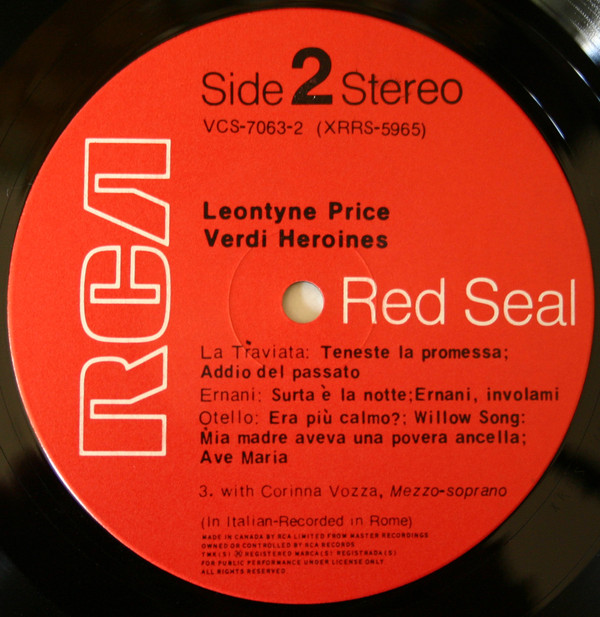 Side 2 Stereo
VCS-7063-2 (XRRS-5965)
RCA
Leontyne Price
Verdi Heroines
Red Seal
La Traviata: Teneste la promessa;
Addio del passato
Ernani: Surta è la notte;Ernani, involami
Otello: Era più calmo?; Willow Song:
Mia madre aveva una povera ancella;
Ave Maria
3. with Corinna Vozza, Mezzo-soprano
(In Italian-Recorded in Rome)
MADE IN CANADA BY RCA LIMITED FROM MASTER RECORDINGS
OWNED OR CONTROLLED BY RCA RECORDS
TMK(S) ® REGISTERED MARCA(S) REGISTRADA(S)
FOR PUBLIC PERFORMANCE UNDER LICENSE ONLY.
ALL RIGHTS RESERVED